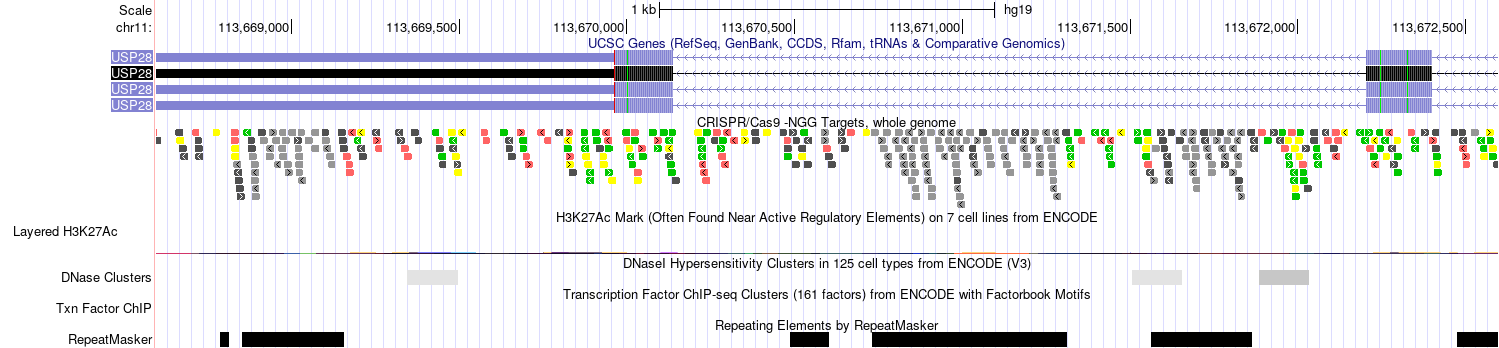 Scale 1 kb hg19
chr11: 113,669,000 113,669,500 113,670,000 113,670,500 113,671,000 113,671,500 113,672,000 113,672,500
UCSC Genes (RefSeq, GenBank, CCDS, Rfam, tRNAs & Comparative Genomics)
USP28
USP28
USP28
USP28
CRISPR/Cas9 -NGG Targets, whole genome
H3K27Ac Mark (Often Found Near Active Regulatory Elements) on 7 cell lines from ENCODE
Layered H3K27Ac
DNaseI Hypersensitivity Clusters in 125 cell types from ENCODE (V3)
DNase Clusters
Transcription Factor ChIP-seq Clusters (161 factors) from ENCODE with Factorbook Motifs
Txn Factor ChIP
Repeating Elements by RepeatMasker
RepeatMasker